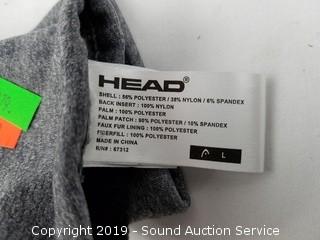 HEAD®
SHELL : 56% POLYESTER / 38% NYLON / 6% SPANDEX
BACK INSERT : 100% NYLON
PALM : 100% POLYESTER
PALM PATCH : 90% POLYESTER / 10% SPANDEX
FAUX FUR LINING : 100% POLYESTER
FIBERFILL : 100% POLYESTER
MADE IN CHINA
R/N# : 67312
L
Copyright 2019 - Sound Auction Service